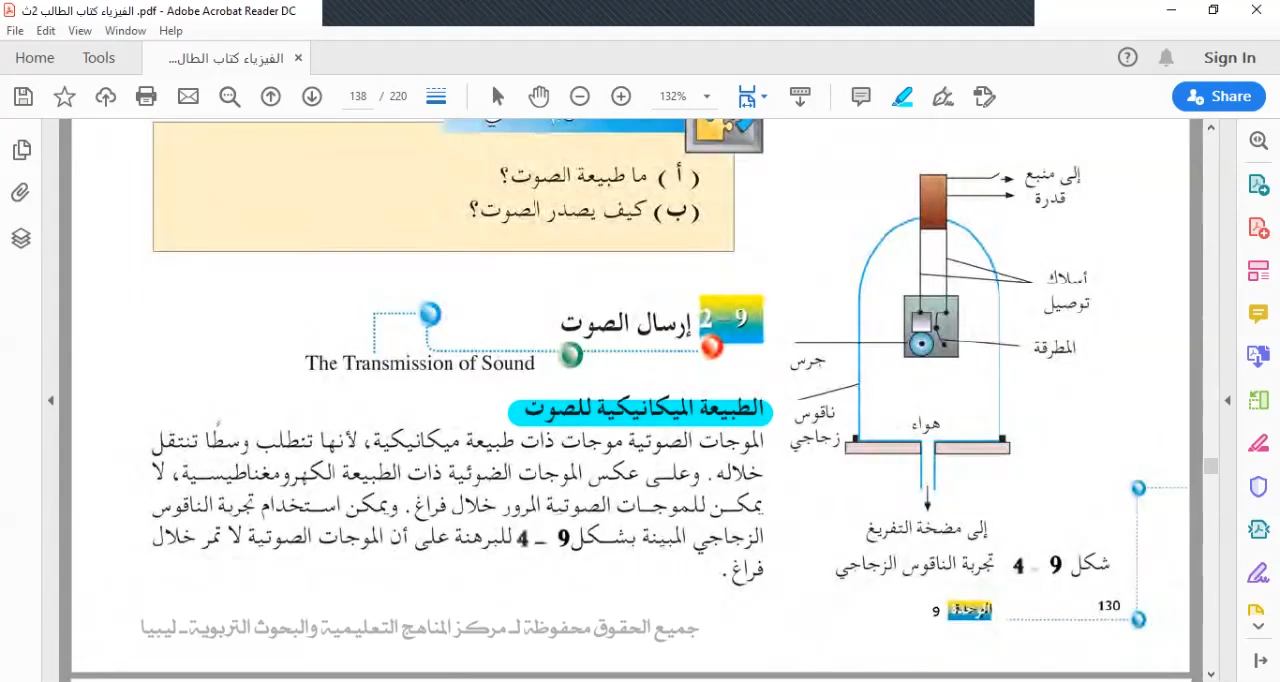 الفيزياء كتاب الطالب 2ث.pdf - Adobe Acrobat Reader DC
File Edit View Window Help
Home Tools الفيزياء كتاب الطال... × Sign In
138 / 220 132% Share
( أ ) ما طبيعة الصوت؟
(ب) كيف يصدر الصوت؟
9 – 2 إرسال الصوت
The Transmission of Sound
الطبيعة الميكانيكية للصوت
الموجات الصوتية موجات ذات طبيعة ميكانيكية، لأنها تتطلب وسطًا تنتقل
خلاله. وعلى عكس الموجات الضوئية ذات الطبيعة الكهرومغناطيسية، لا
يمكن للموجات الصوتية المرور خلال فراغ. ويمكن استخدام تجربة الناقوس
الزجاجي المبينة بشكل 9 – 4 للبرهنة على أن الموجات الصوتية لا تمر خلال
فراغ.
إلى منبع
قدرة
أسلاك
توصيل
المطرقة
جرس
ناقوس
زجاجي
هواء
إلى مضخة التفريغ
شكل 9 – 4 تجربة الناقوس الزجاجي
130
الوحدة 9
جميع الحقوق محفوظة لـ مركز المناهج التعليمية والبحوث التربوية - ليبيا